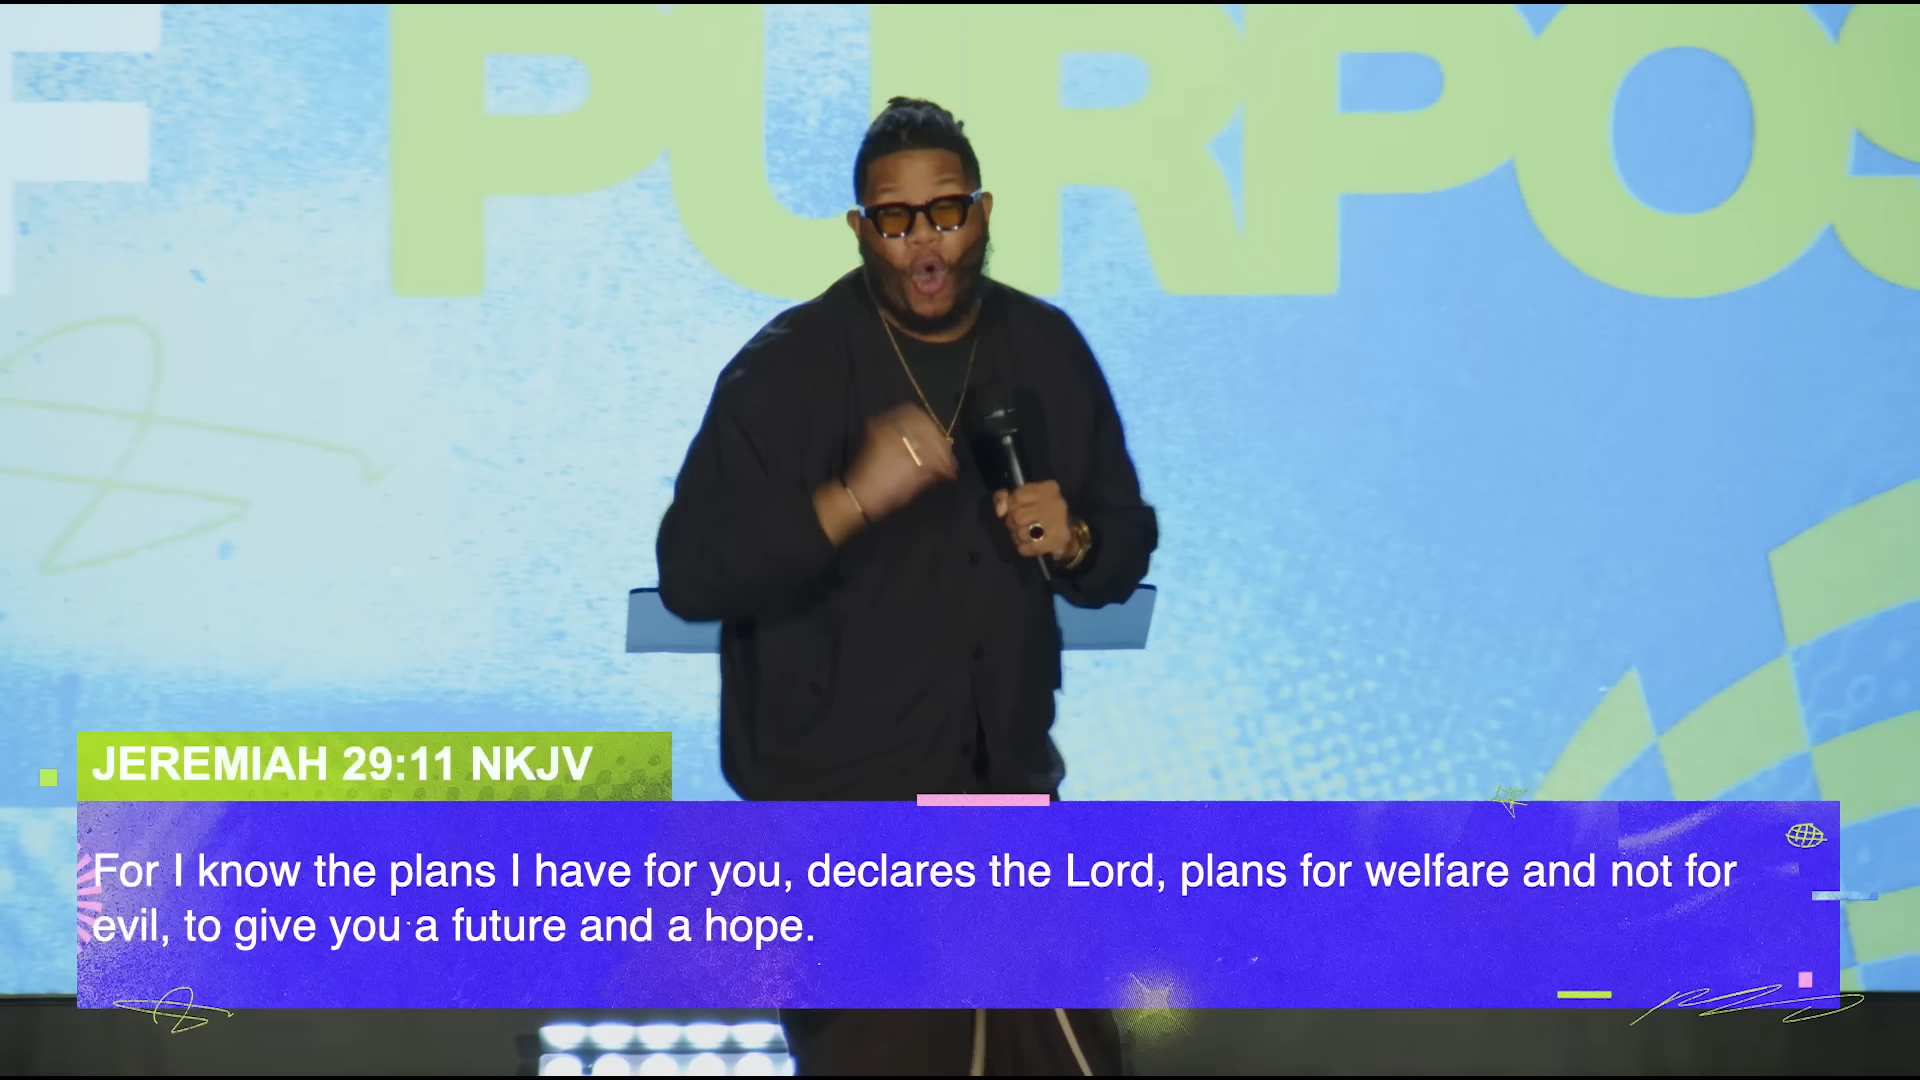 F PURPOS
JEREMIAH 29:11 NKJV
For I know the plans I have for you, declares the Lord, plans for welfare and not for
evil, to give you a future and a hope.